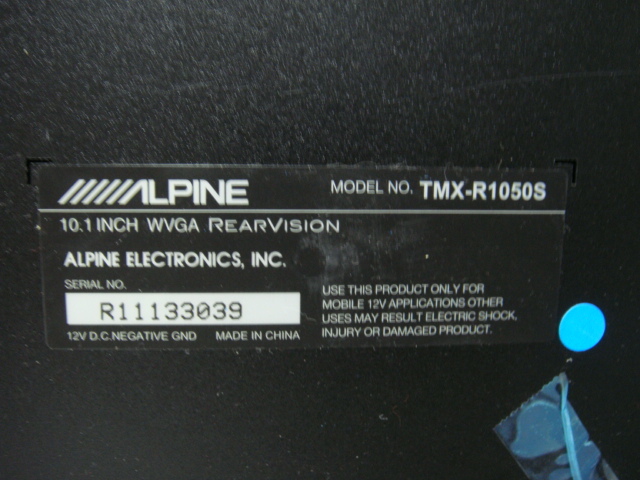 ALPINE
MODEL NO. TMX-R1050S
10.1 INCH WVGA REARVISION
ALPINE ELECTRONICS, INC.
SERIAL NO.
R11133039
12V D.C.NEGATIVE GND MADE IN CHINA
USE THIS PRODUCT ONLY FOR
MOBILE 12V APPLICATIONS OTHER
USES MAY RESULT ELECTRIC SHOCK,
INJURY OR DAMAGED PRODUCT.